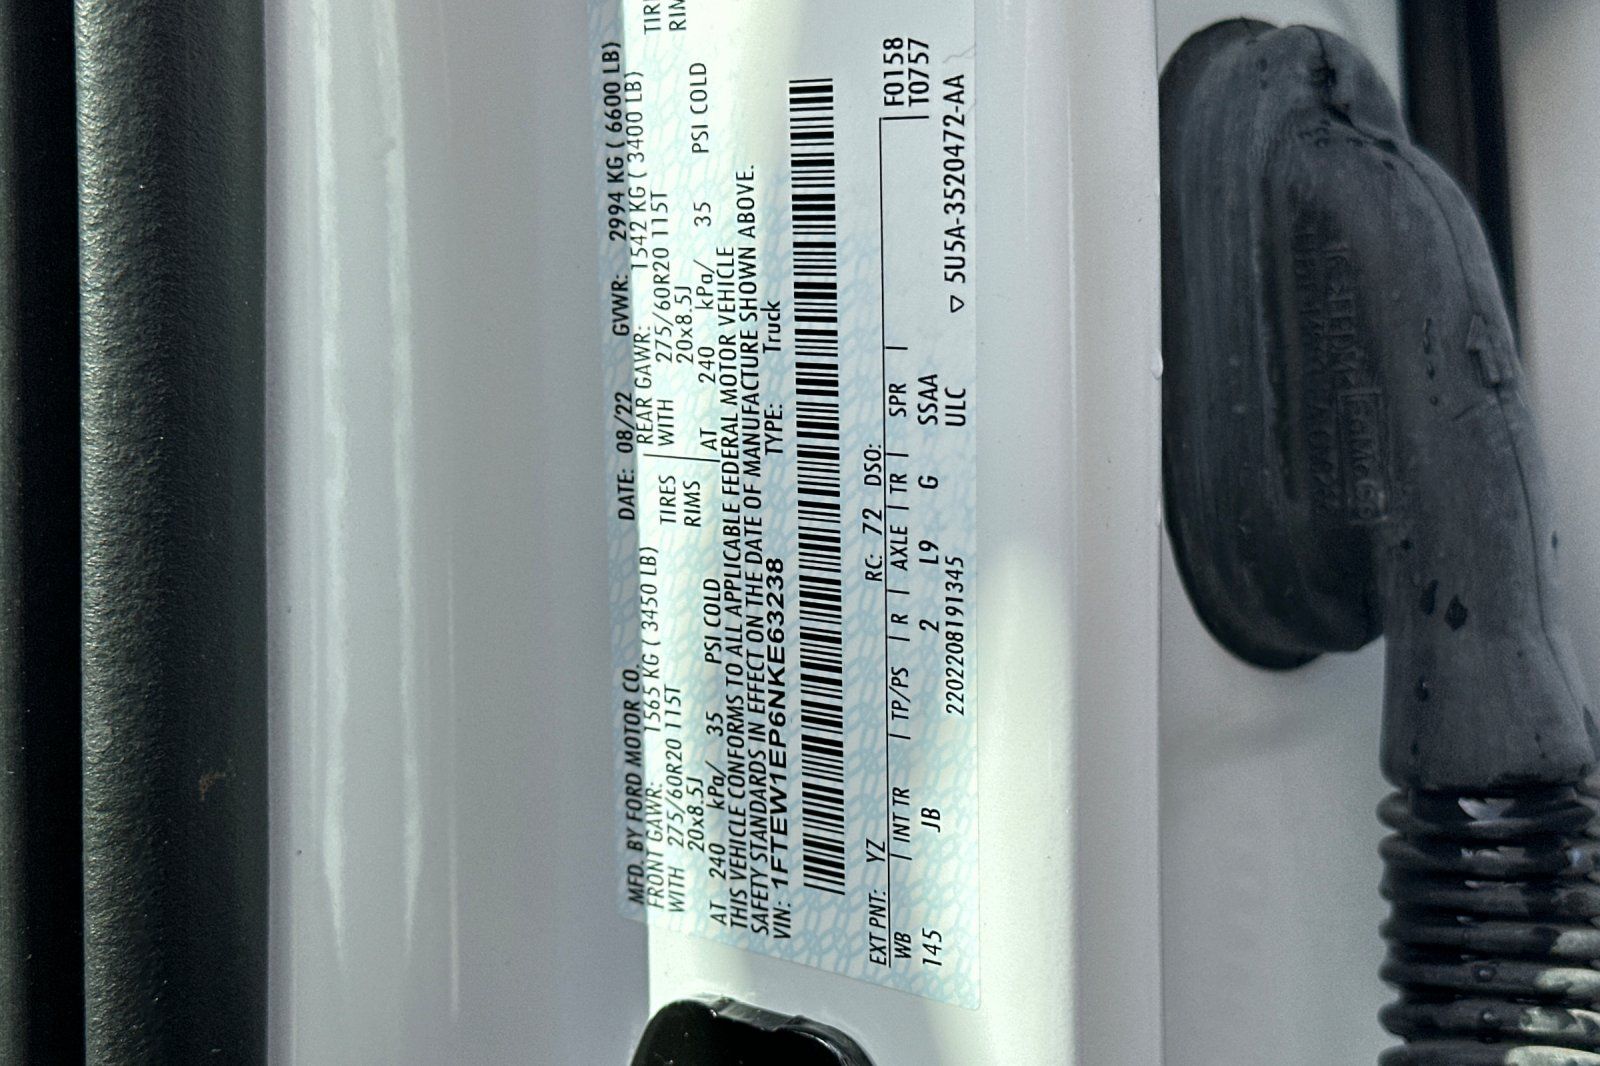 MFD. BY FORD MOTOR CO. DATE: 08/22 GVWR: 2994 KG ( 6600 LB)
FRONT GAWR: 1565 KG ( 3450 LB) REAR GAWR: 1542 KG ( 3400 LB)
WITH 275/60R20 115T TIRES WITH 275/60R20 115T
20x8.5J RIMS 20x8.5J
AT 240 kPa/ 35 PSI COLD AT 240 kPa/ 35 PSI COLD
THIS VEHICLE CONFORMS TO ALL APPLICABLE FEDERAL MOTOR VEHICLE
SAFETY STANDARDS IN EFFECT ON THE DATE OF MANUFACTURE SHOWN ABOVE.
VIN: 1FTEW1EP6NKE63238 TYPE: Truck
EXT PNT: YZ RC: 72 DSO: F0158
WB INT TR TP/PS R AXLE TR SPR T0757
145 JB 2 L9 G SSAA
2202208191345 ULC ▽ 5U5A-3520472-AA